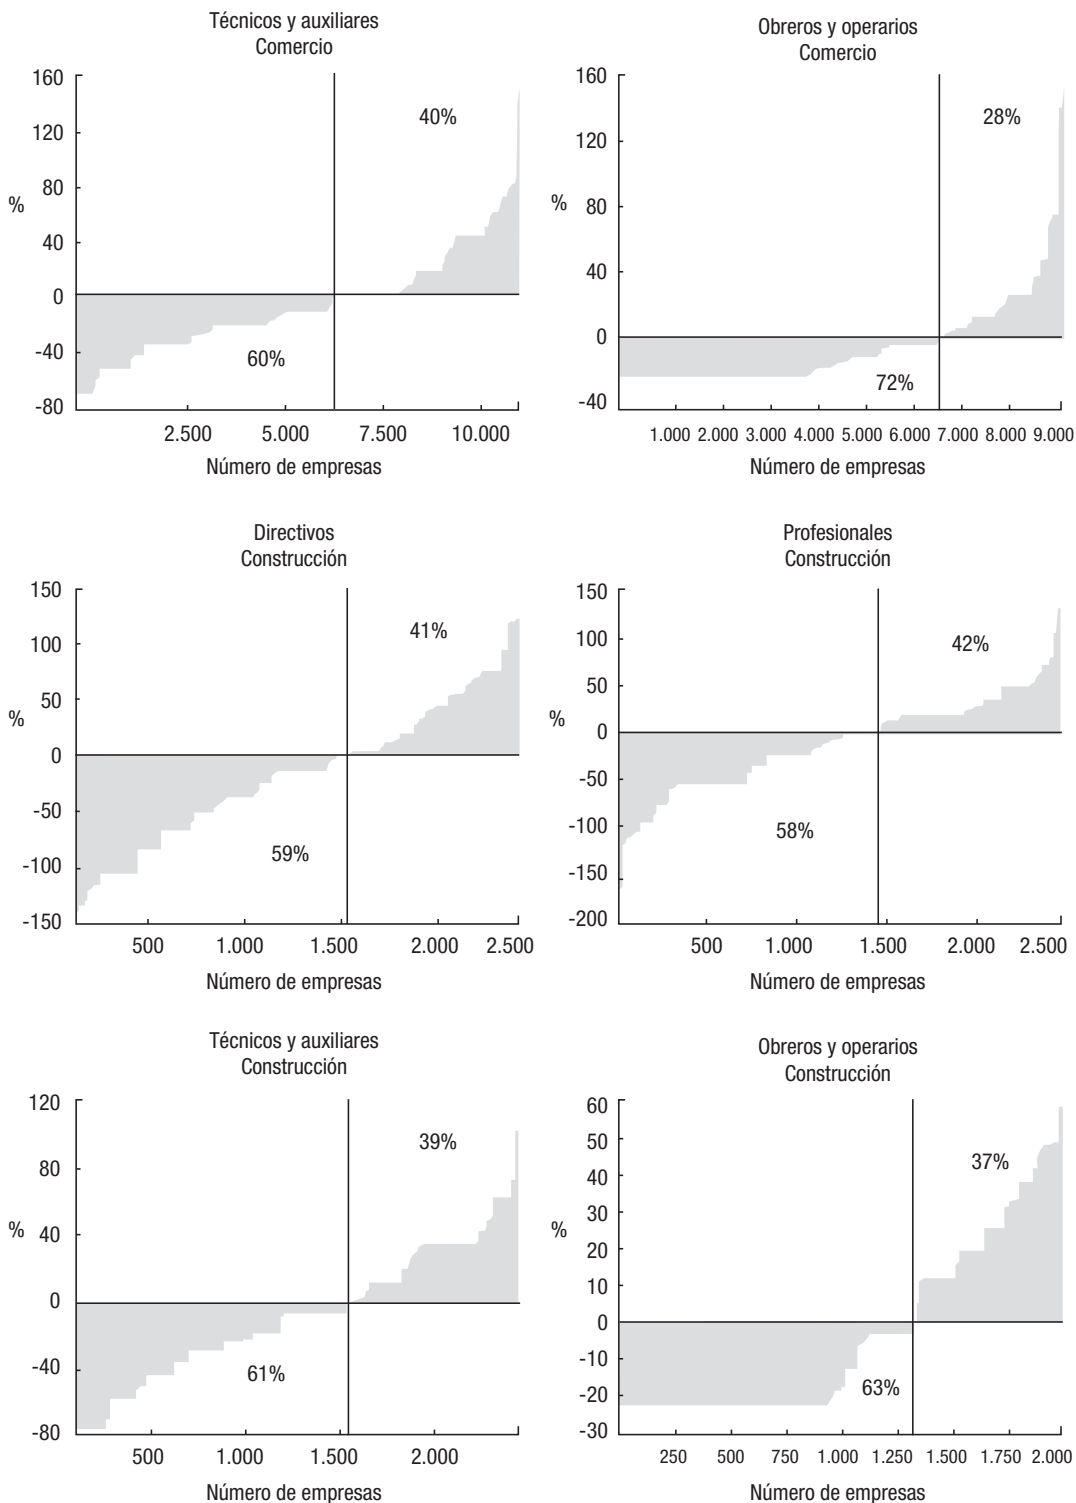 Técnicos y auxiliares
Comercio
160
120
80
40
0
-40
-80
%
40%
60%
2.500 5.000 7.500 10.000
Número de empresas
Obreros y operarios
Comercio
160
120
80
40
0
-40
%
28%
72%
1.000 2.000 3.000 4.000 5.000 6.000 7.000 8.000 9.000
Número de empresas
Directivos
Construcción
150
100
50
0
-50
-100
-150
%
41%
59%
500 1.000 1.500 2.000 2.500
Número de empresas
Profesionales
Construcción
150
100
50
0
-50
-100
-150
-200
%
42%
58%
500 1.000 1.500 2.000 2.500
Número de empresas
Técnicos y auxiliares
Construcción
120
80
40
0
-40
-80
%
39%
61%
500 1.000 1.500 2.000
Número de empresas
Obreros y operarios
Construcción
60
50
40
30
20
10
0
-10
-20
-30
%
37%
63%
250 500 750 1.000 1.250 1.500 1.750 2.000
Número de empresas